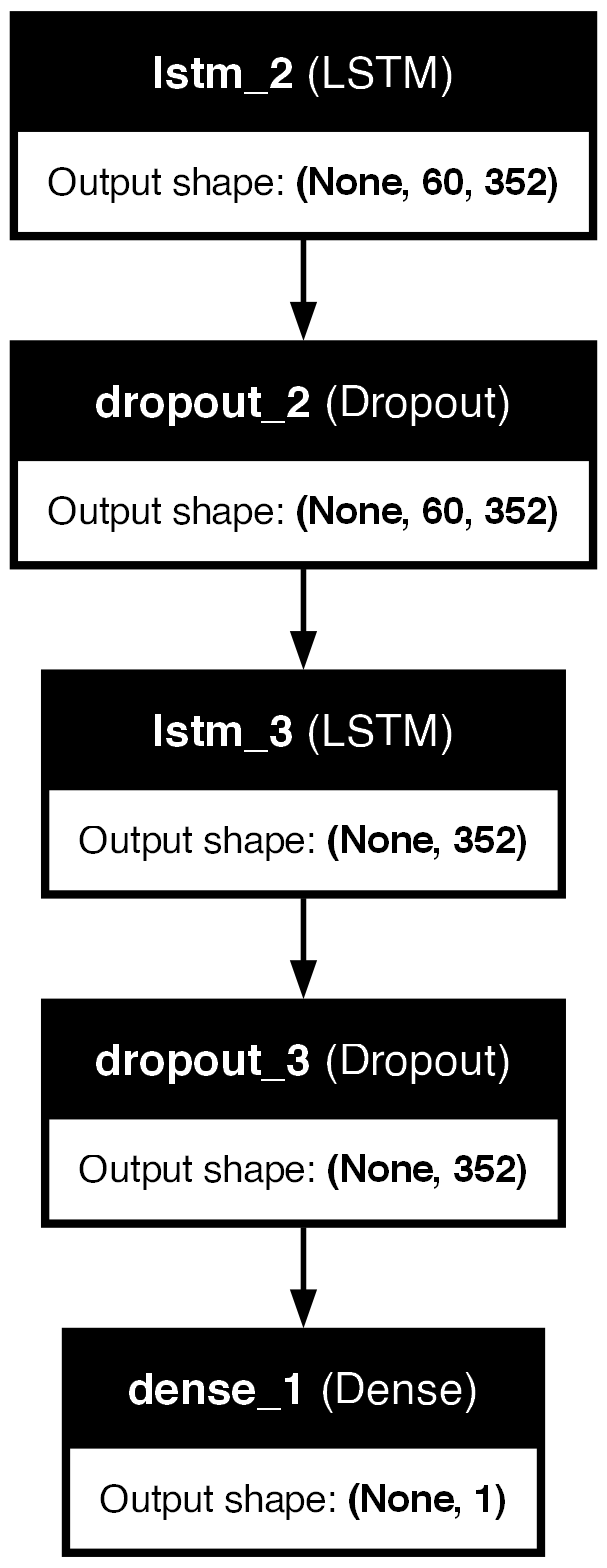 lstm_2 (LSTM)
Output shape: (None, 60, 352)
dropout_2 (Dropout)
Output shape: (None, 60, 352)
lstm_3 (LSTM)
Output shape: (None, 352)
dropout_3 (Dropout)
Output shape: (None, 352)
dense_1 (Dense)
Output shape: (None, 1)